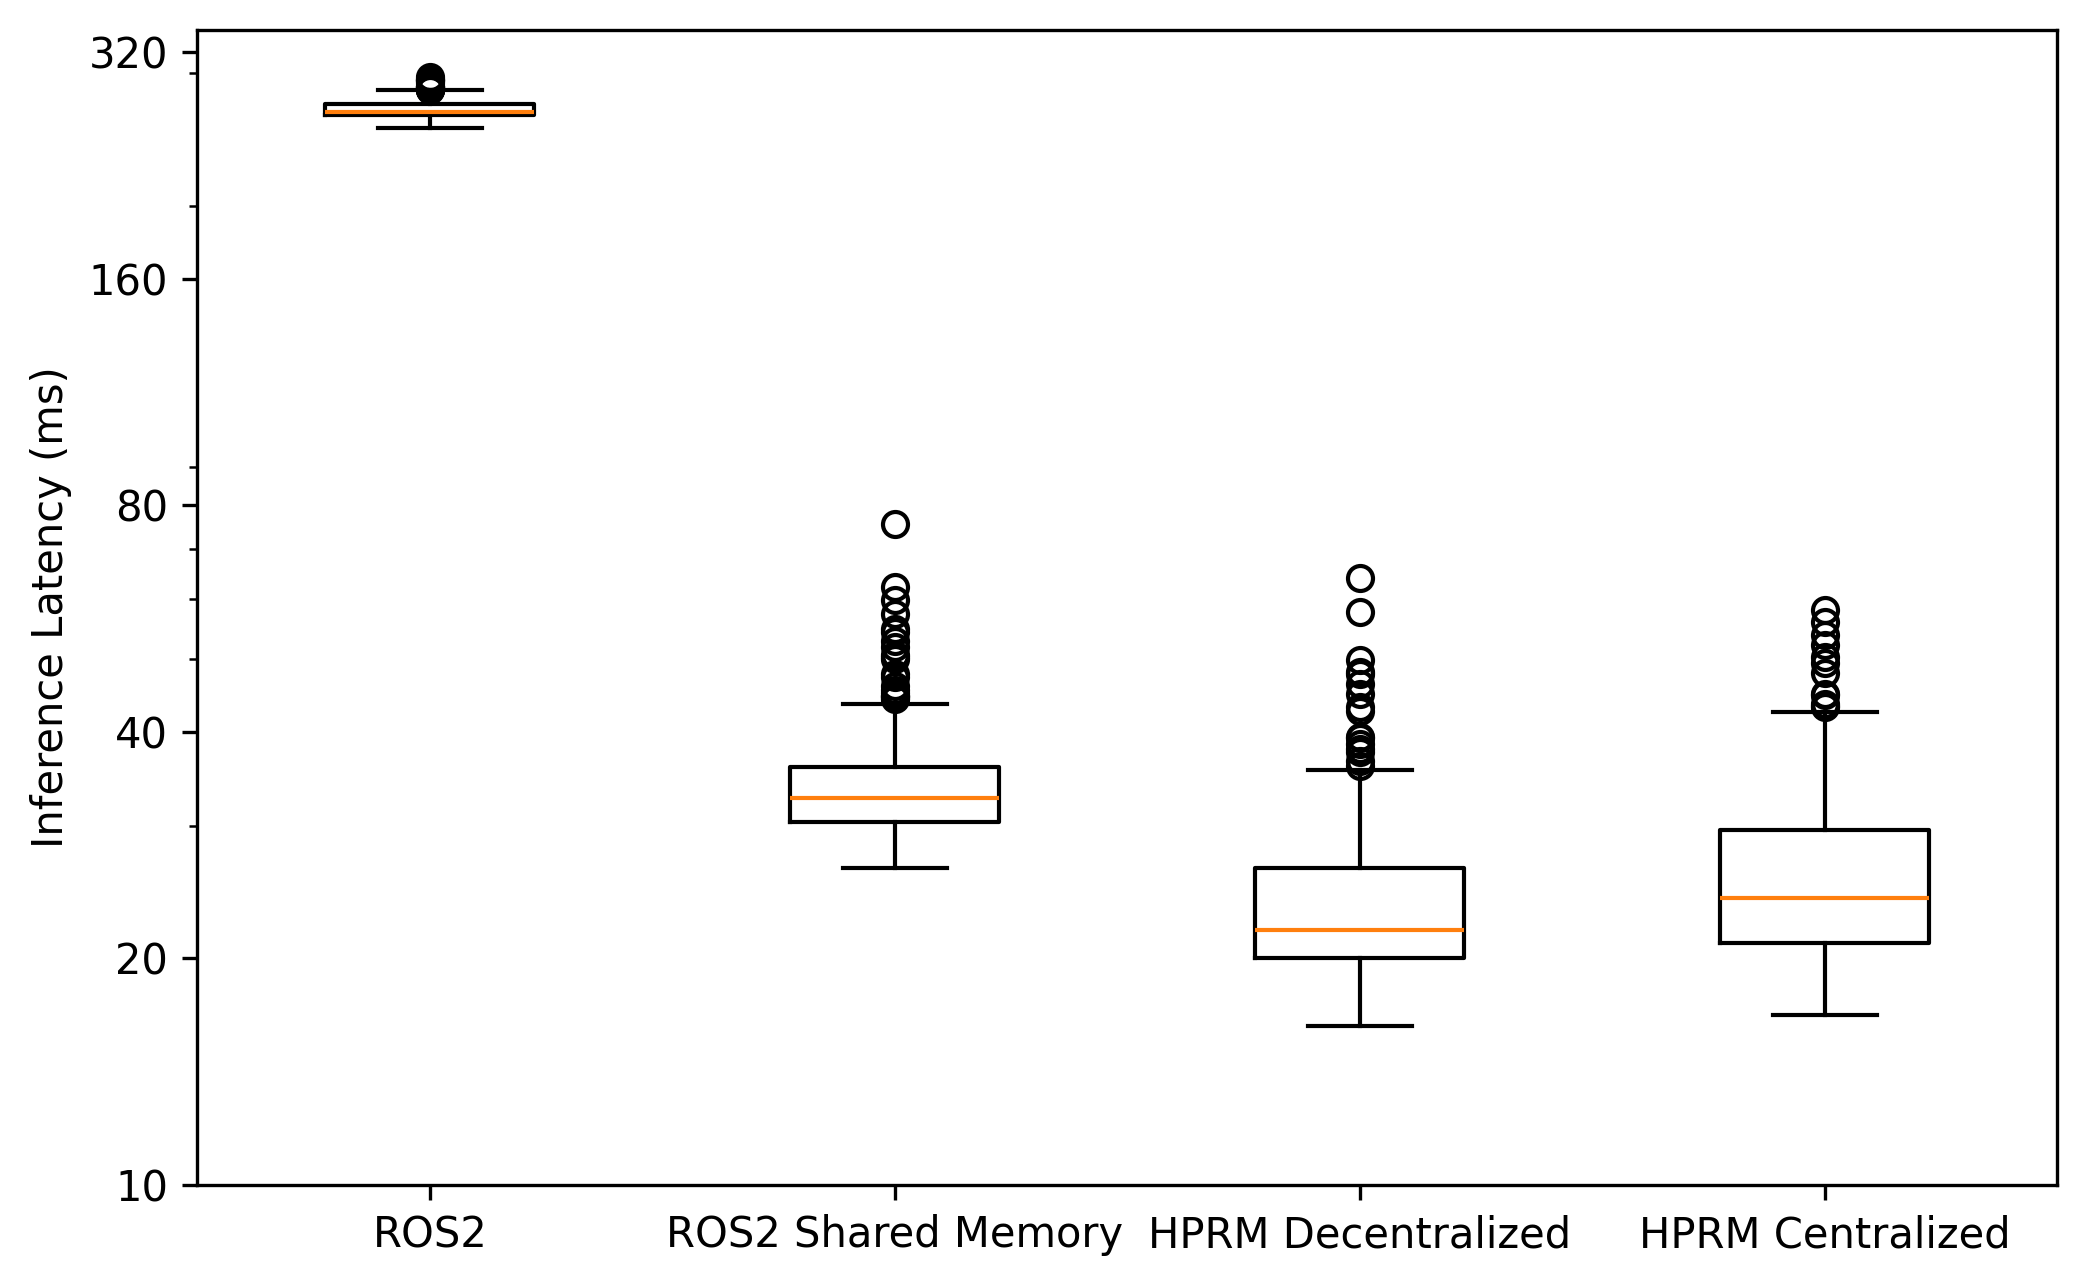 Inference Latency (ms)
320
160
80
40
20
10
ROS2
ROS2 Shared Memory
HPRM Decentralized
HPRM Centralized